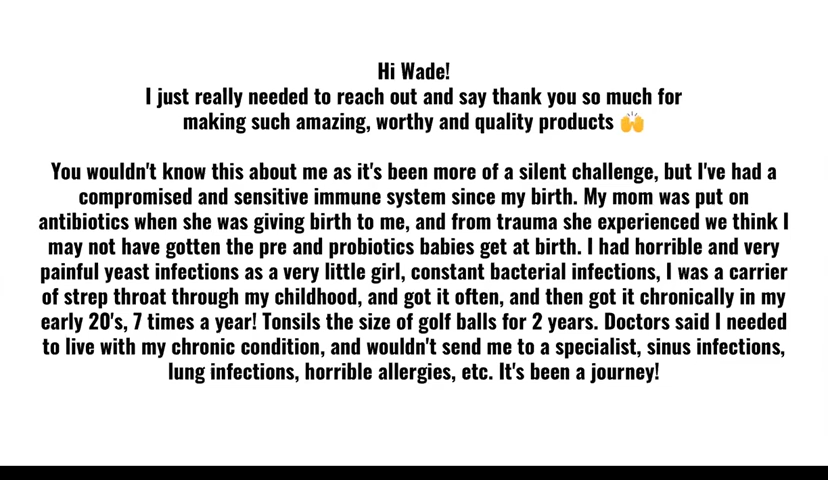 Hi Wade!
I just really needed to reach out and say thank you so much for
making such amazing, worthy and quality products 🙌
You wouldn't know this about me as it's been more of a silent challenge, but I've had a
compromised and sensitive immune system since my birth. My mom was put on
antibiotics when she was giving birth to me, and from trauma she experienced we think I
may not have gotten the pre and probiotics babies get at birth. I had horrible and very
painful yeast infections as a very little girl, constant bacterial infections, I was a carrier
of strep throat through my childhood, and got it often, and then got it chronically in my
early 20's, 7 times a year! Tonsils the size of golf balls for 2 years. Doctors said I needed
to live with my chronic condition, and wouldn't send me to a specialist, sinus infections,
lung infections, horrible allergies, etc. It's been a journey!